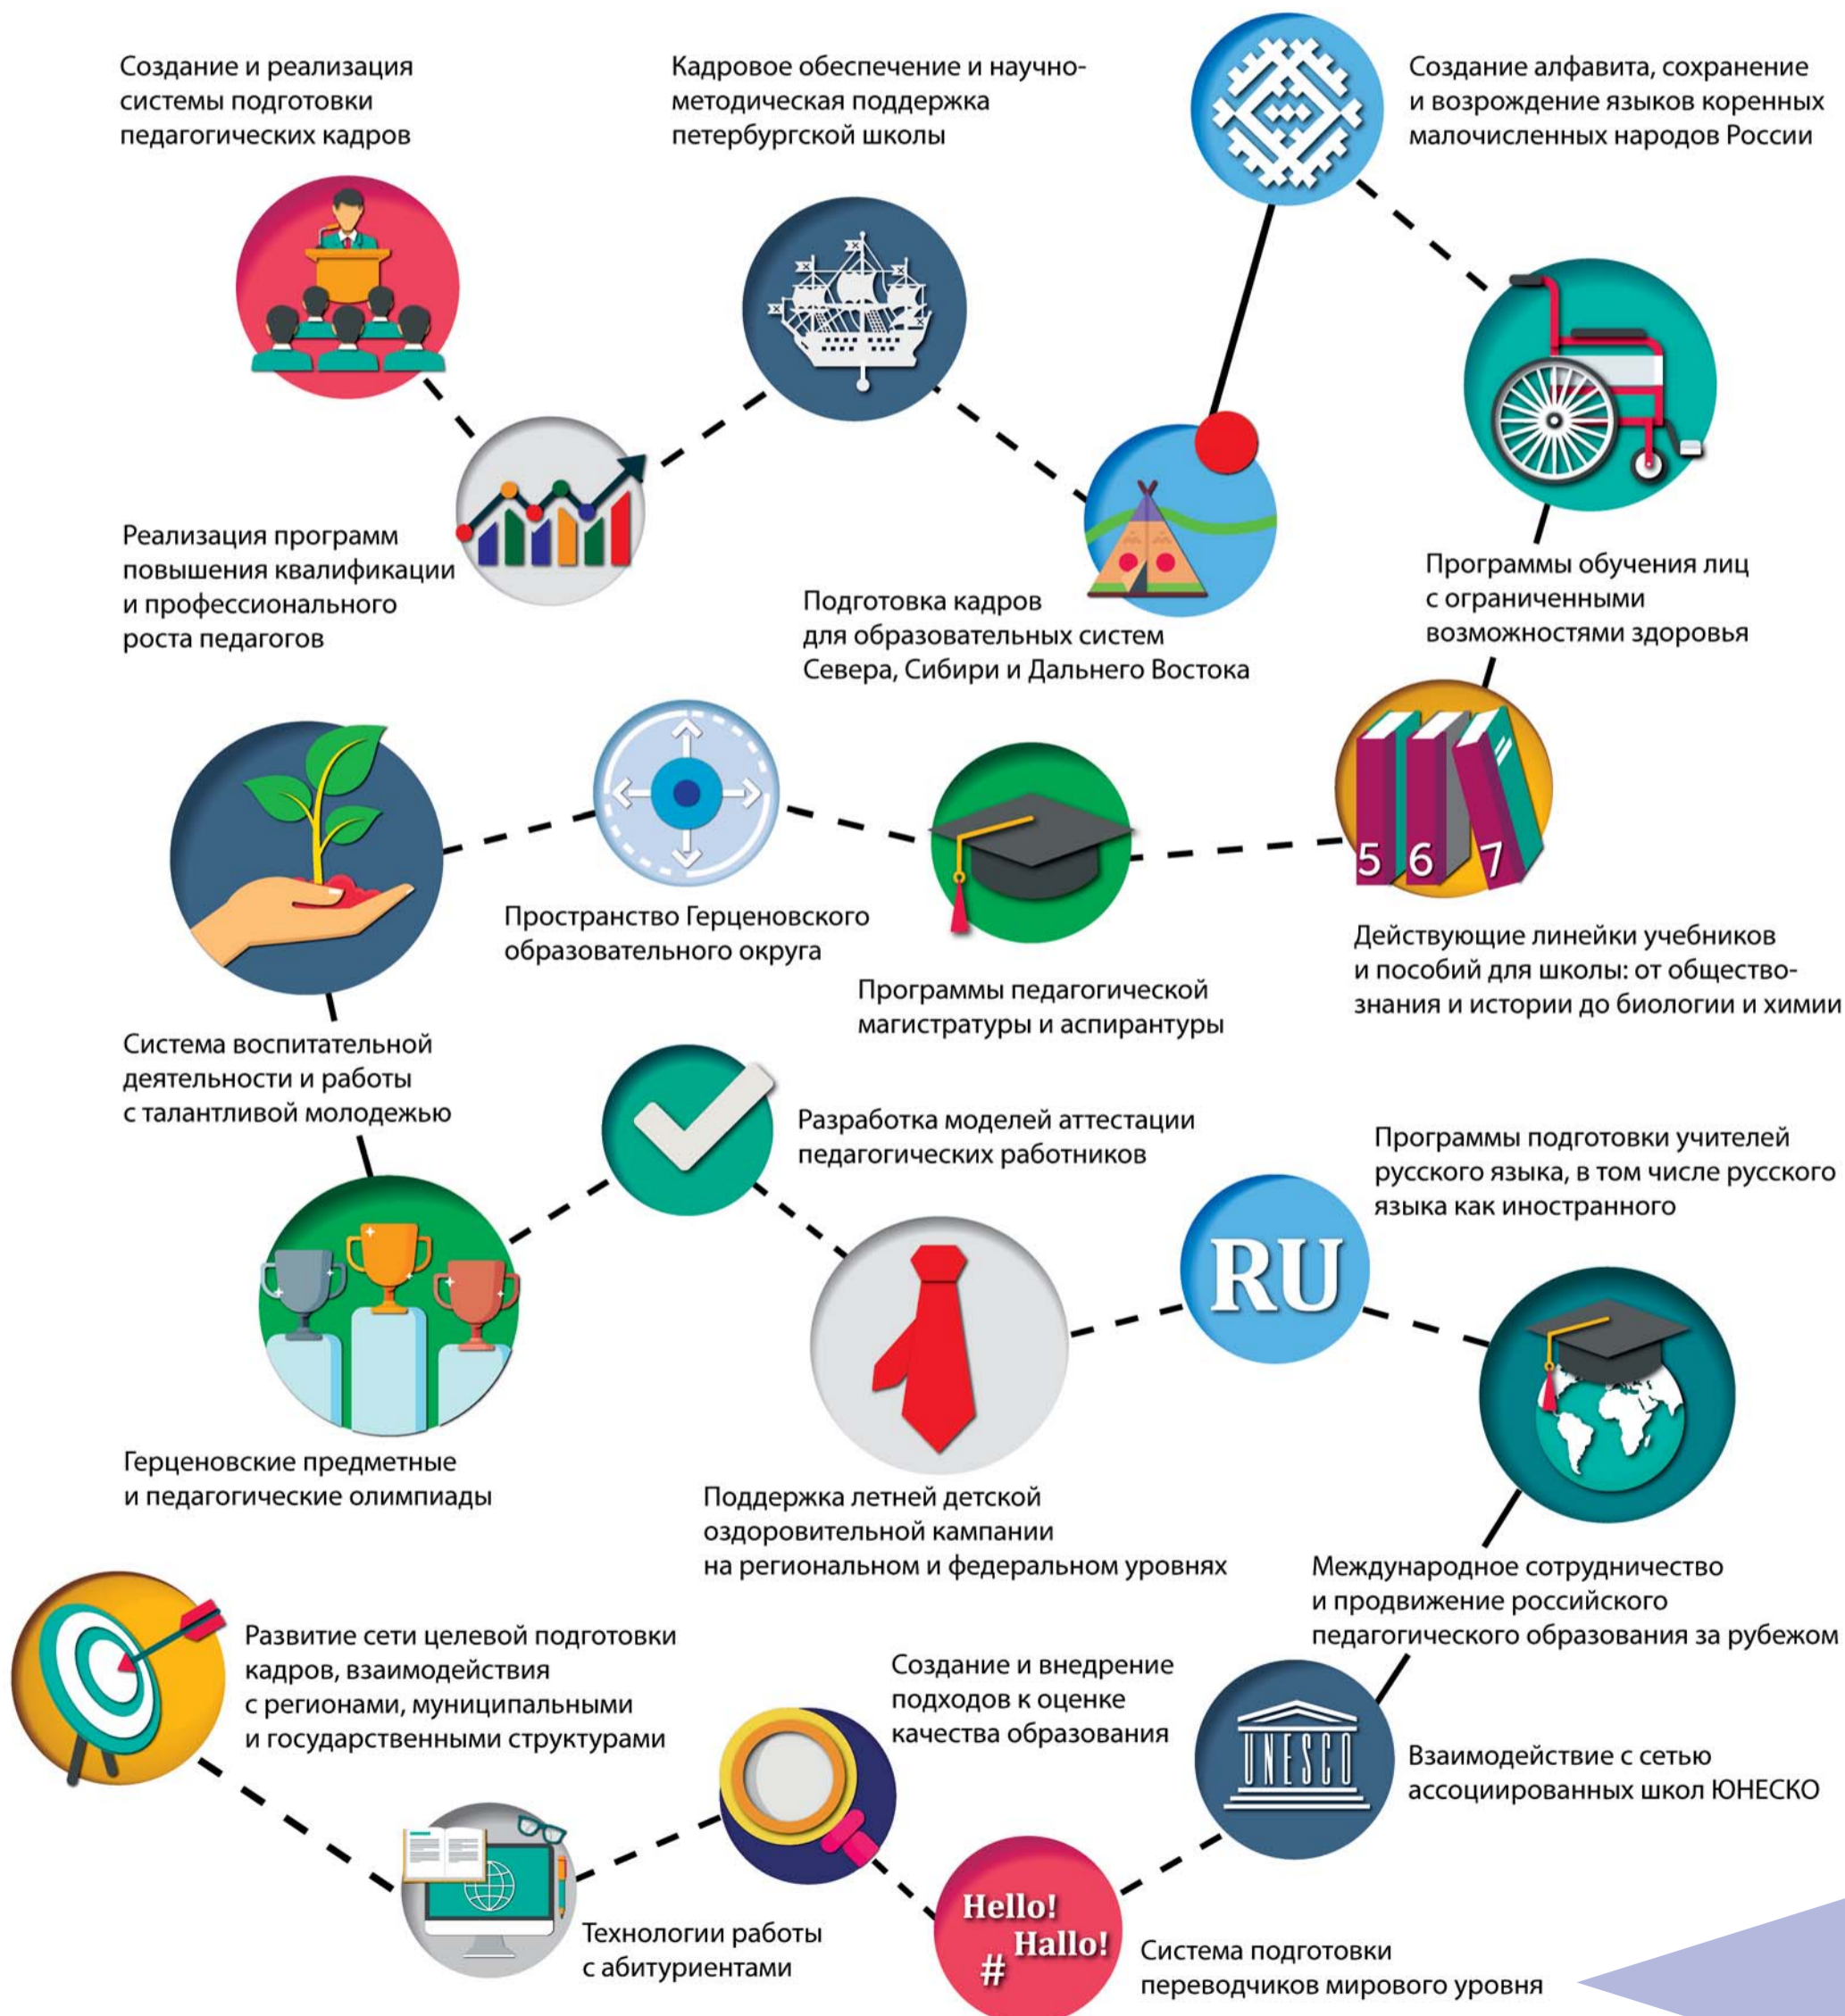 Создание и реализация
системы подготовки
педагогических кадров
Кадровое обеспечение и научно-
методическая поддержка
петербургской школы
Создание алфавита, сохранение
и возрождение языков коренных
малочисленных народов России
Реализация программ
повышения квалификации
и профессионального
роста педагогов
Подготовка кадров
для образовательных систем
Севера, Сибири и Дальнего Востока
Программы обучения лиц
с ограниченными
возможностями здоровья
5 6 7
Пространство Герценовского
образовательного округа
Программы педагогической
магистратуры и аспирантуры
Действующие линейки учебников
и пособий для школы: от общество-
знания и истории до биологии и химии
Система воспитательной
деятельности и работы
с талантливой молодежью
Разработка моделей аттестации
педагогических работников
Программы подготовки учителей
русского языка, в том числе русского
языка как иностранного
RU
Герценовские предметные
и педагогические олимпиады
Поддержка летней детской
оздоровительной кампании
на региональном и федеральном уровнях
Международное сотрудничество
и продвижение российского
педагогического образования за рубежом
Развитие сети целевой подготовки
кадров, взаимодействия
с регионами, муниципальными
и государственными структурами
Создание и внедрение
подходов к оценке
качества образования
UNESCO
Взаимодействие с сетью
ассоциированных школ ЮНЕСКО
Технологии работы
с абитуриентами
Hello!
Hallo!
#
Система подготовки
переводчиков мирового уровня